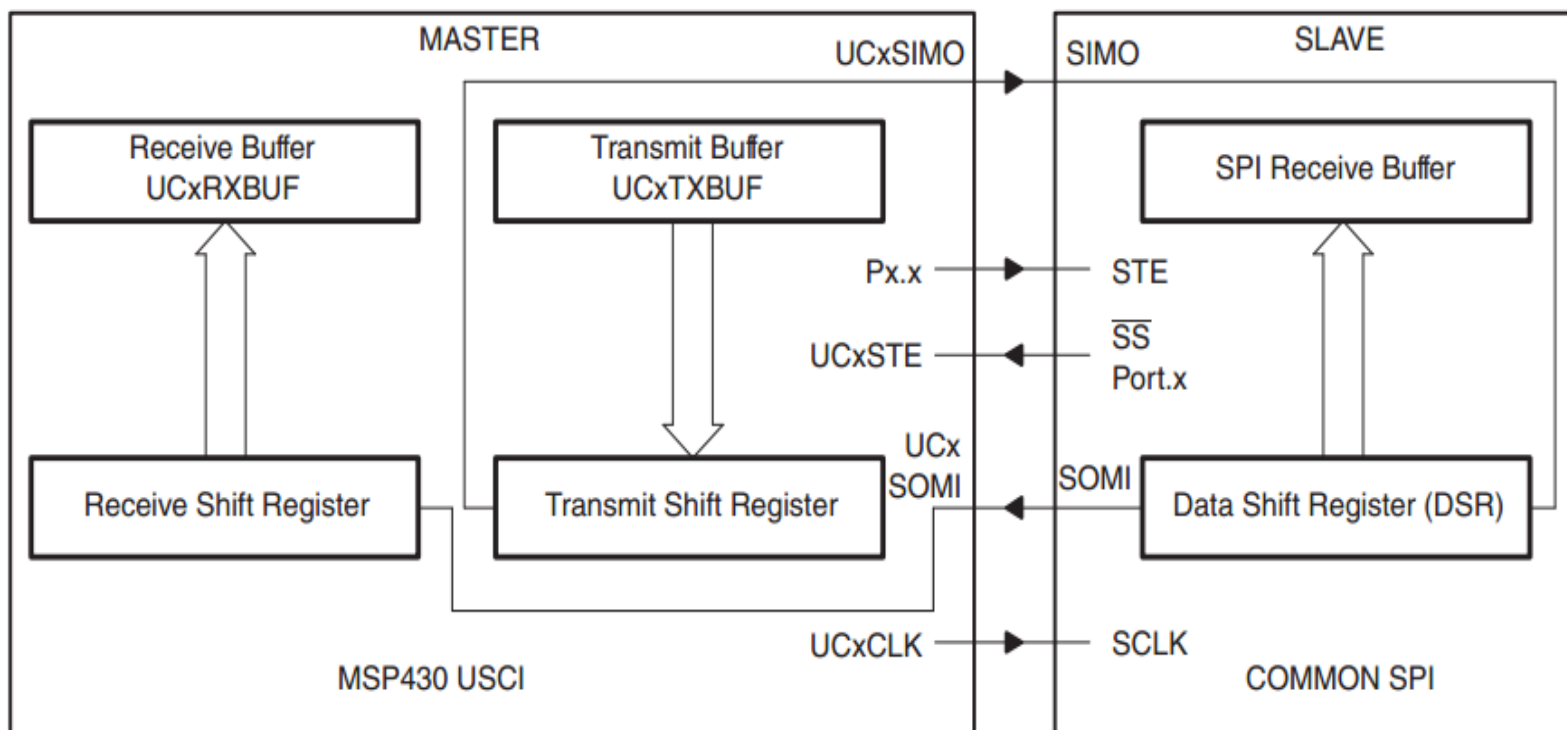 MASTER
SLAVE
UCxSIMO
SIMO
Receive Buffer
UCxRXBUF
Transmit Buffer
UCxTXBUF
SPI Receive Buffer
Px.x
STE
UCxSTE
S̅S̅
Port.x
UCx
SOMI
SOMI
Receive Shift Register
Transmit Shift Register
Data Shift Register (DSR)
UCxCLK
SCLK
MSP430 USCI
COMMON SPI